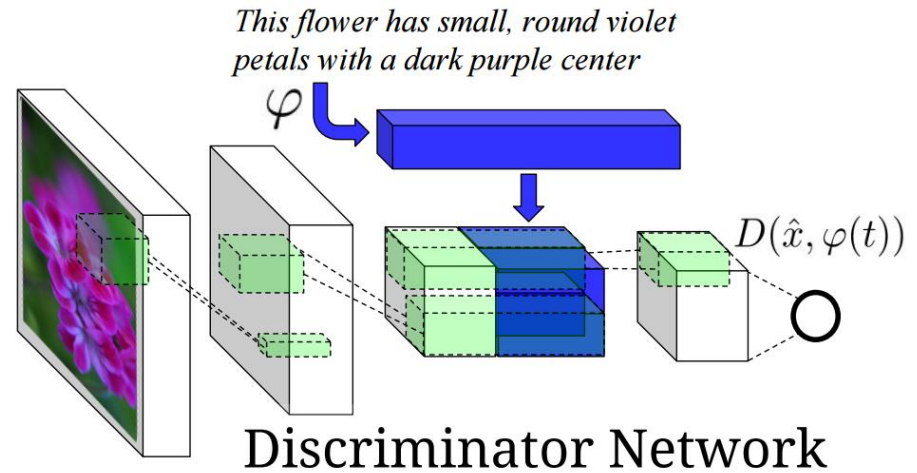 This flower has small, round violet
petals with a dark purple center
φ
D(x̂, φ(t))
Discriminator Network